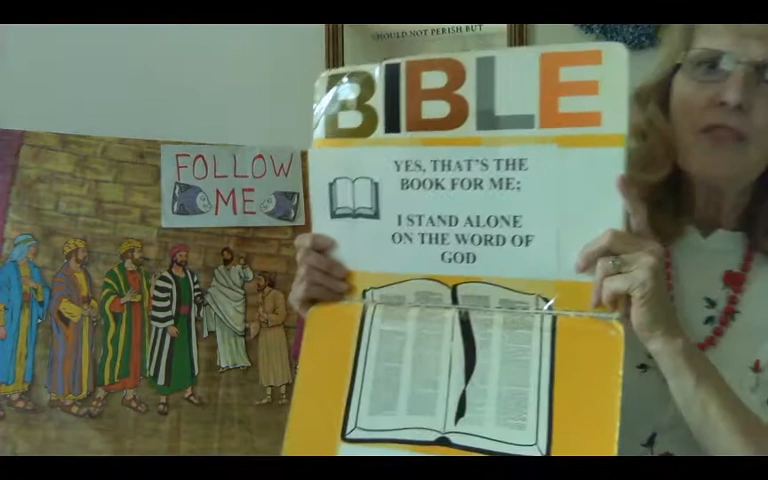 SHOULD NOT PERISH BUT
BIBLE
FOLLOW
ME
YES, THAT'S THE
BOOK FOR ME;
I STAND ALONE
ON THE WORD OF
GOD